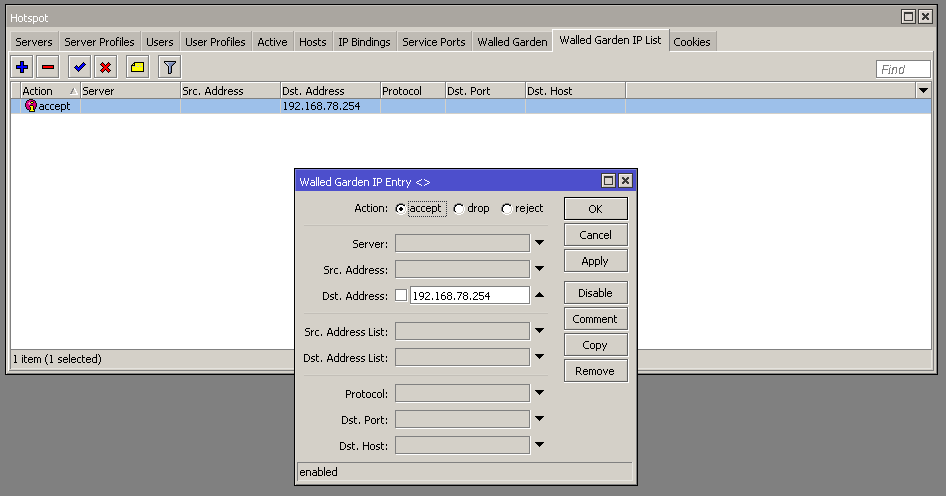 Hotspot
Servers Server Profiles Users User Profiles Active Hosts IP Bindings Service Ports Walled Garden Walled Garden IP List Cookies
Find
Action Server Src. Address Dst. Address Protocol Dst. Port Dst. Host
accept 192.168.78.254
Walled Garden IP Entry <>
Action: accept drop reject OK
Server: Cancel
Src. Address: Apply
Dst. Address: 192.168.78.254 Disable
Src. Address List: Comment
Dst. Address List: Copy
Remove
Protocol:
Dst. Port:
Dst. Host:
enabled
1 item (1 selected)